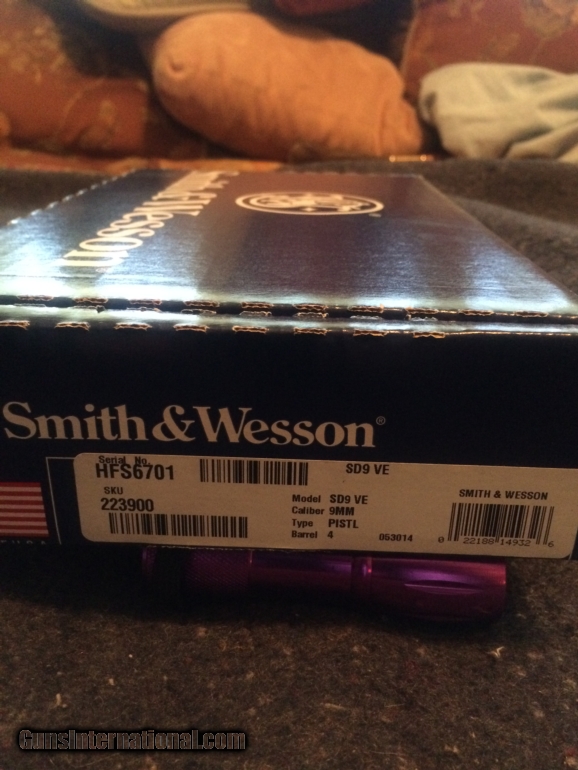 Wesson
Smith & Wesson®
Serial No.
HFS6701
SD9 VE
SKU
223900
Model SD9 VE
Caliber 9MM
Type PISTL
Barrel 4
053014
SMITH & WESSON
0 22188 14932 6
GunsInternational.com